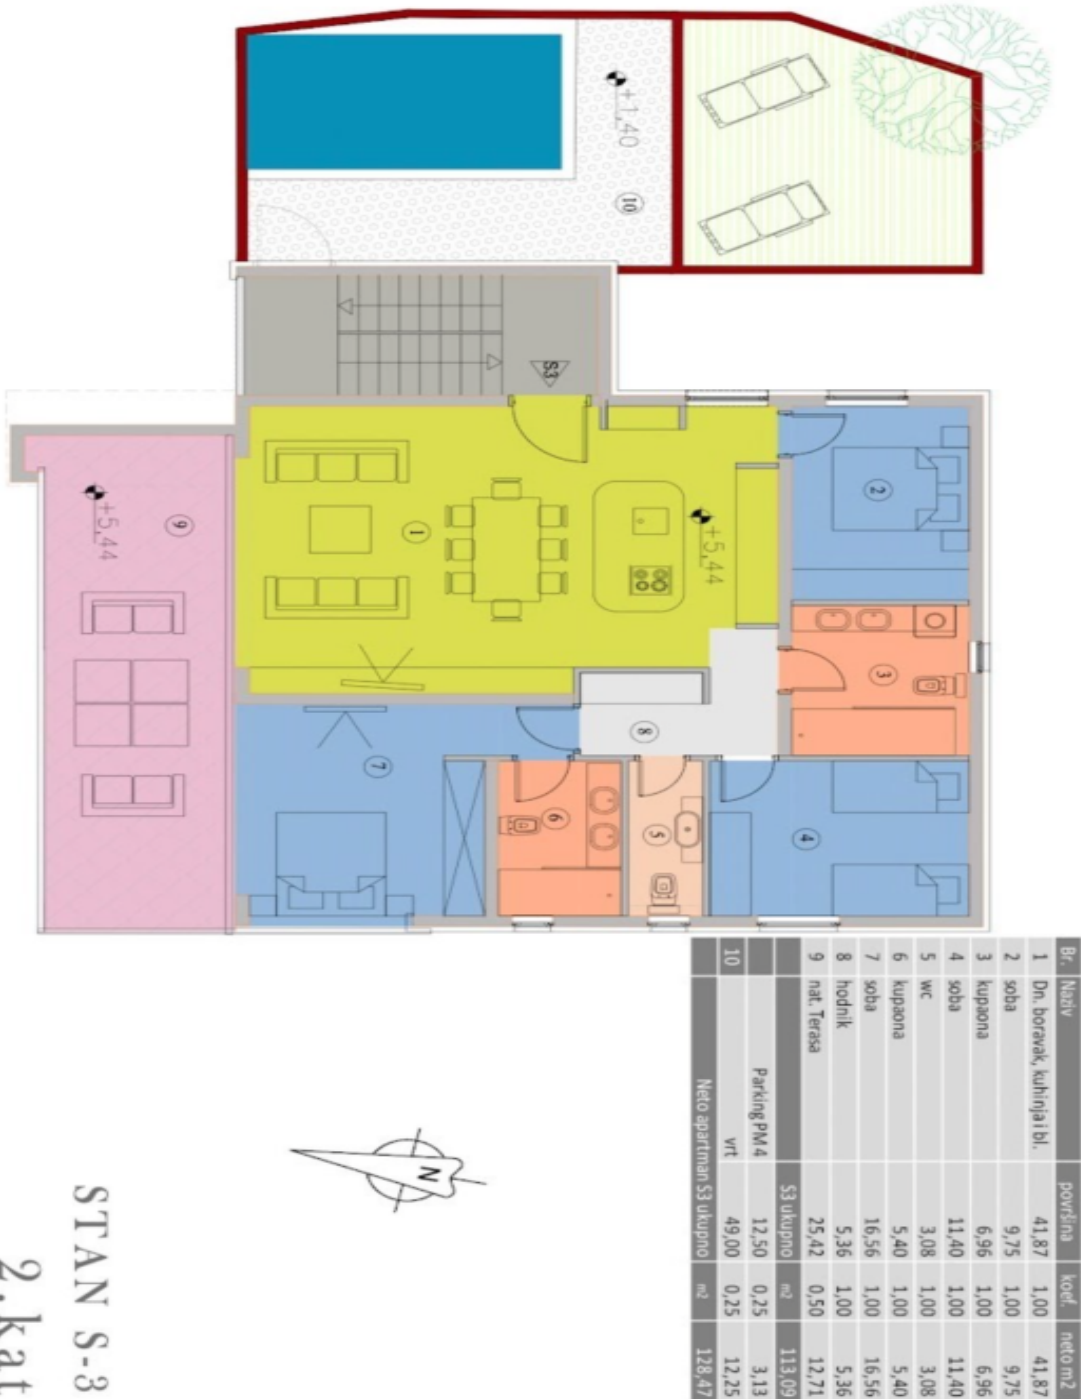 +1,40
10
S3
2
+5,44
1
3
9
+5,44
8
7
6
5
4
Br. Naziv površina koef. neto m2
1 Dn. boravak, kuhinja i bl. 41,87 1,00 41,87
2 soba 9,75 1,00 9,75
3 kupaona 6,96 1,00 6,96
4 soba 11,40 1,00 11,40
5 wc 3,08 1,00 3,08
6 kupaona 5,40 1,00 5,40
7 soba 16,56 1,00 16,56
8 hodnik 5,36 1,00 5,36
9 nat. Terasa 25,42 0,50 12,71
S3 ukupno m2 113,09
Parking PM 4 12,50 0,25 3,13
10 vrt 49,00 0,25 12,25
Neto apartman S3 ukupno m2 128,47
N
STAN S-3
2.kat